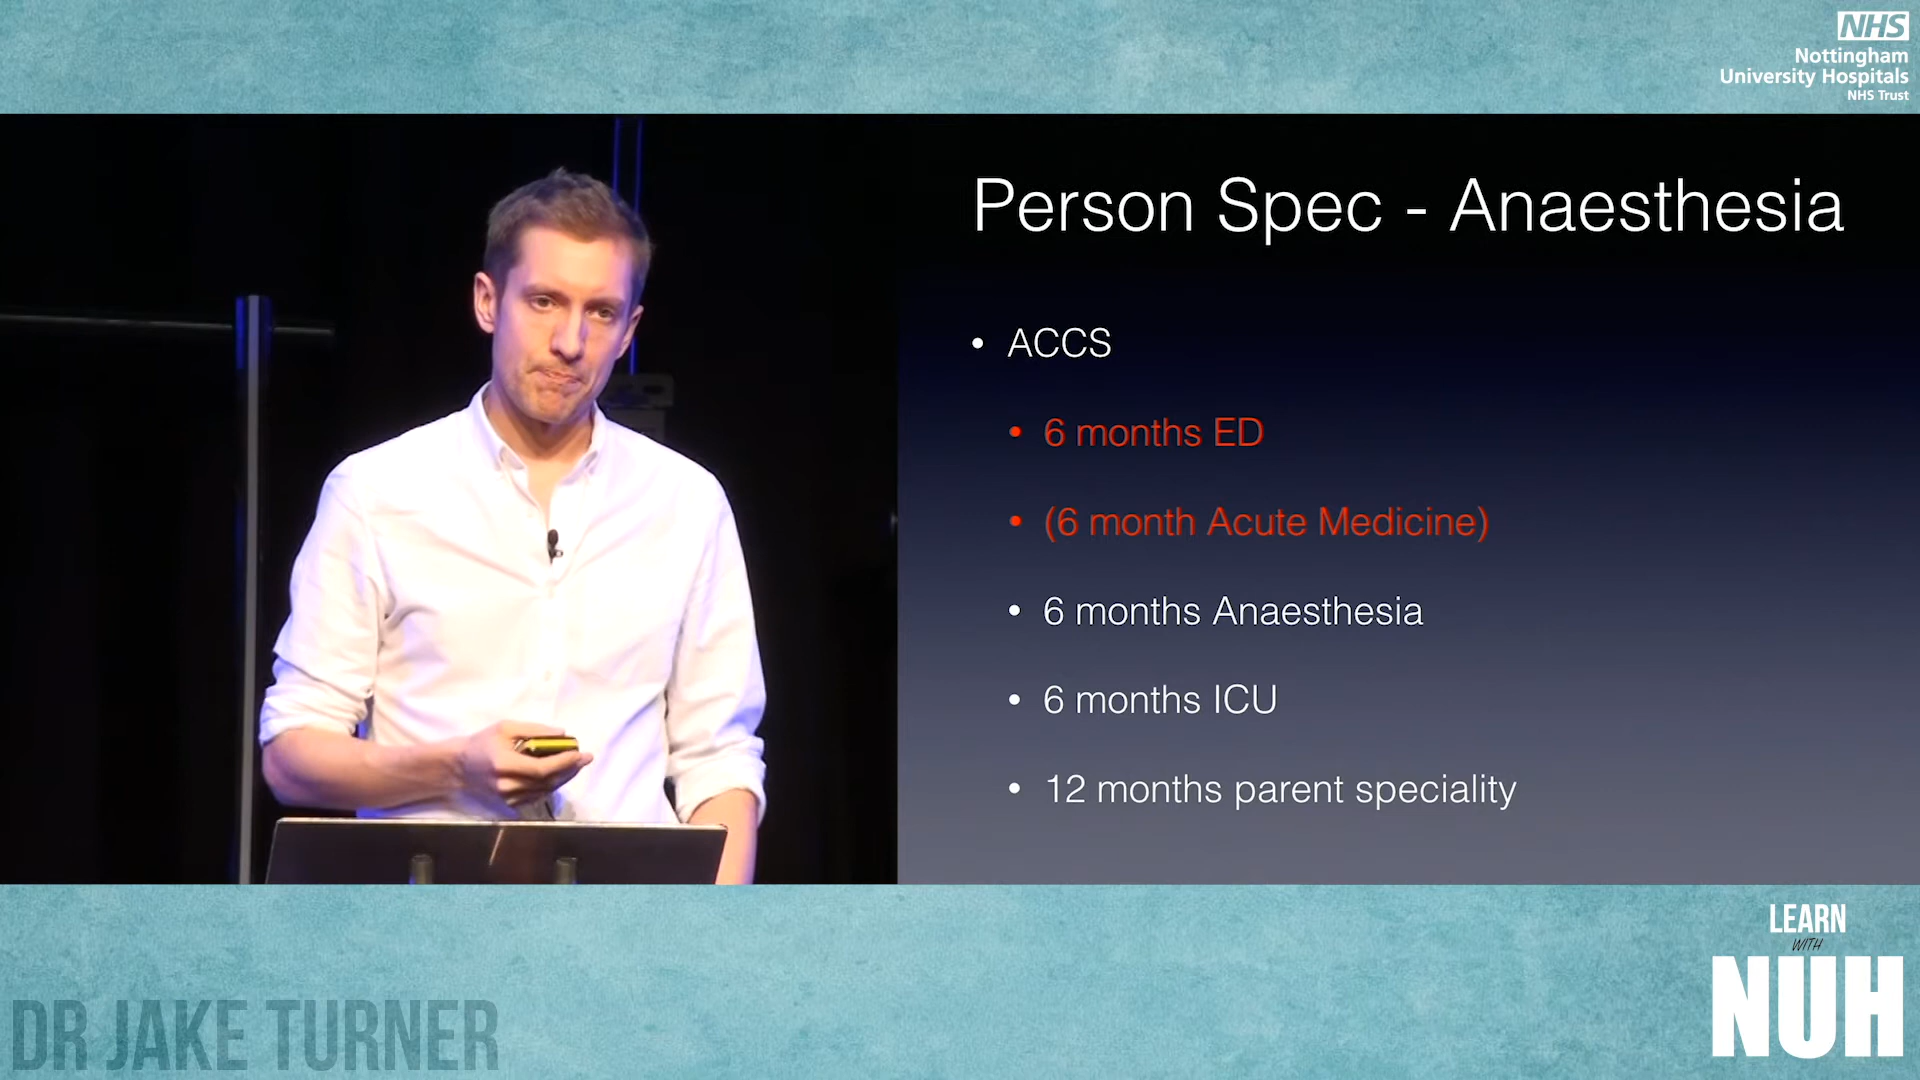 NHS
Nottingham
University Hospitals
NHS Trust
Person Spec - Anaesthesia
• ACCS
• 6 months ED
• (6 month Acute Medicine)
• 6 months Anaesthesia
• 6 months ICU
• 12 months parent speciality
LEARN
WITH
NUH
DR JAKE TURNER